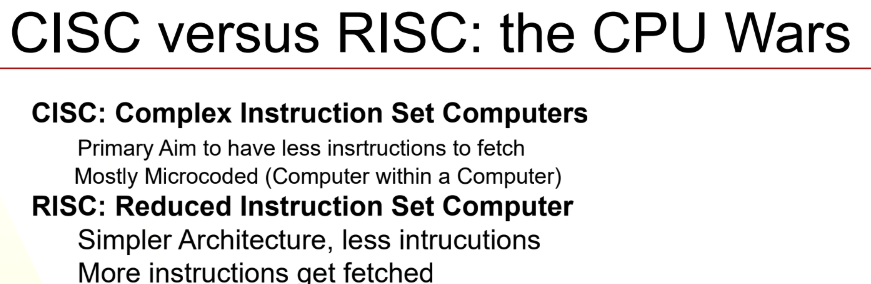 CISC versus RISC: the CPU Wars
CISC: Complex Instruction Set Computers
Primary Aim to have less insrtructions to fetch
Mostly Microcoded (Computer within a Computer)
RISC: Reduced Instruction Set Computer
Simpler Architecture, less intrucutions
More instructions get fetched